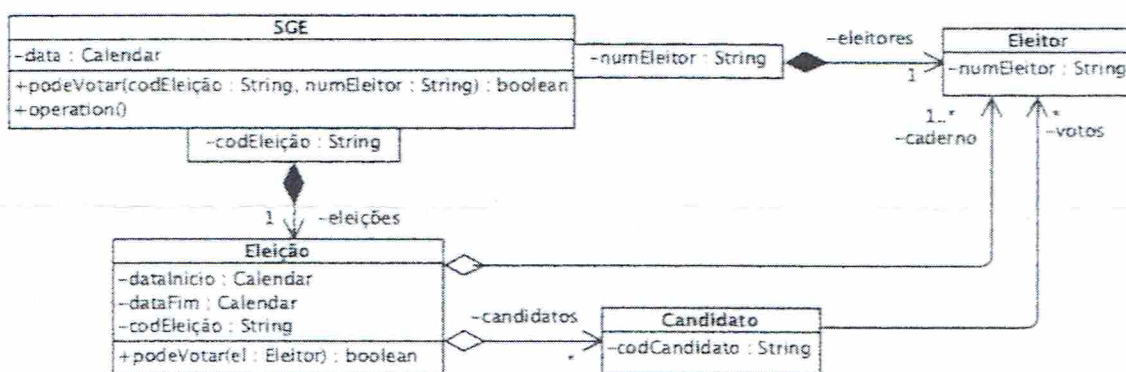 SGE
-data : Calendar
+podeVotar(codEleição : String, numEleitor : String) : boolean
+operation()
-numEleitor : String
-eleitores
1
Eleitor
-numEleitor : String
-codEleição : String
1
-eleições
1..*
-caderno
*
-votos
Eleição
-dataInicio : Calendar
-dataFim : Calendar
-codEleição : String
+podeVotar(el : Eleitor) : boolean
-candidatos
*
Candidato
-codCandidato : String